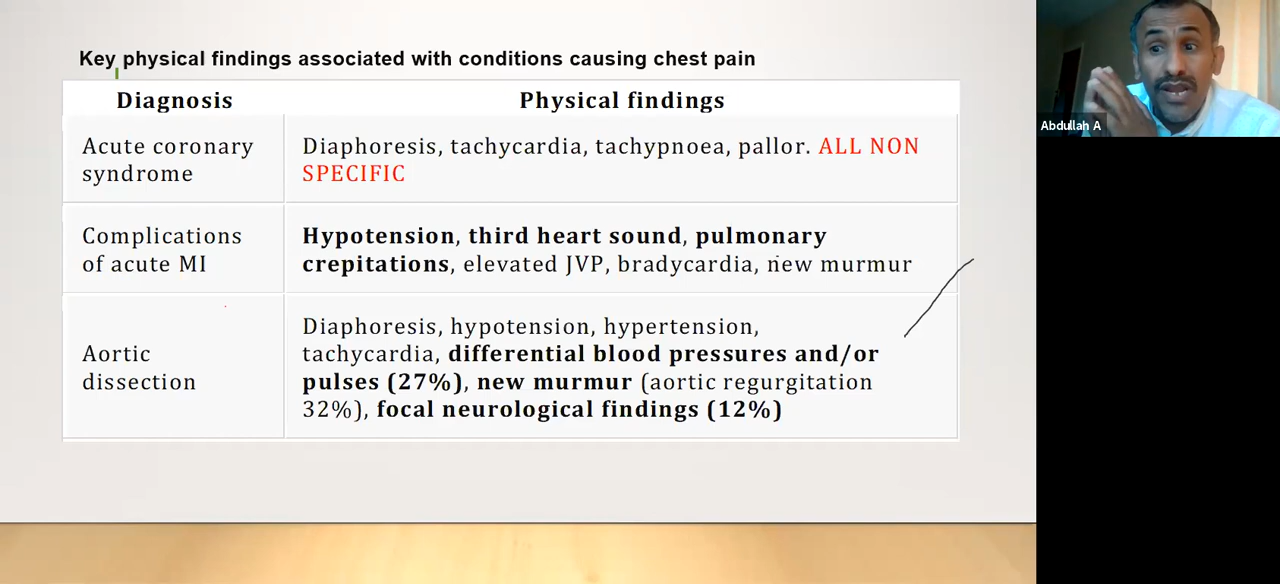 Key physical findings associated with conditions causing chest pain
Diagnosis
Physical findings
Acute coronary
syndrome
Diaphoresis, tachycardia, tachypnoea, pallor. ALL NON
SPECIFIC
Complications
of acute MI
Hypotension, third heart sound, pulmonary
crepitations, elevated JVP, bradycardia, new murmur
Aortic
dissection
Diaphoresis, hypotension, hypertension,
tachycardia, differential blood pressures and/or
pulses (27%), new murmur (aortic regurgitation
32%), focal neurological findings (12%)
Abdullah A